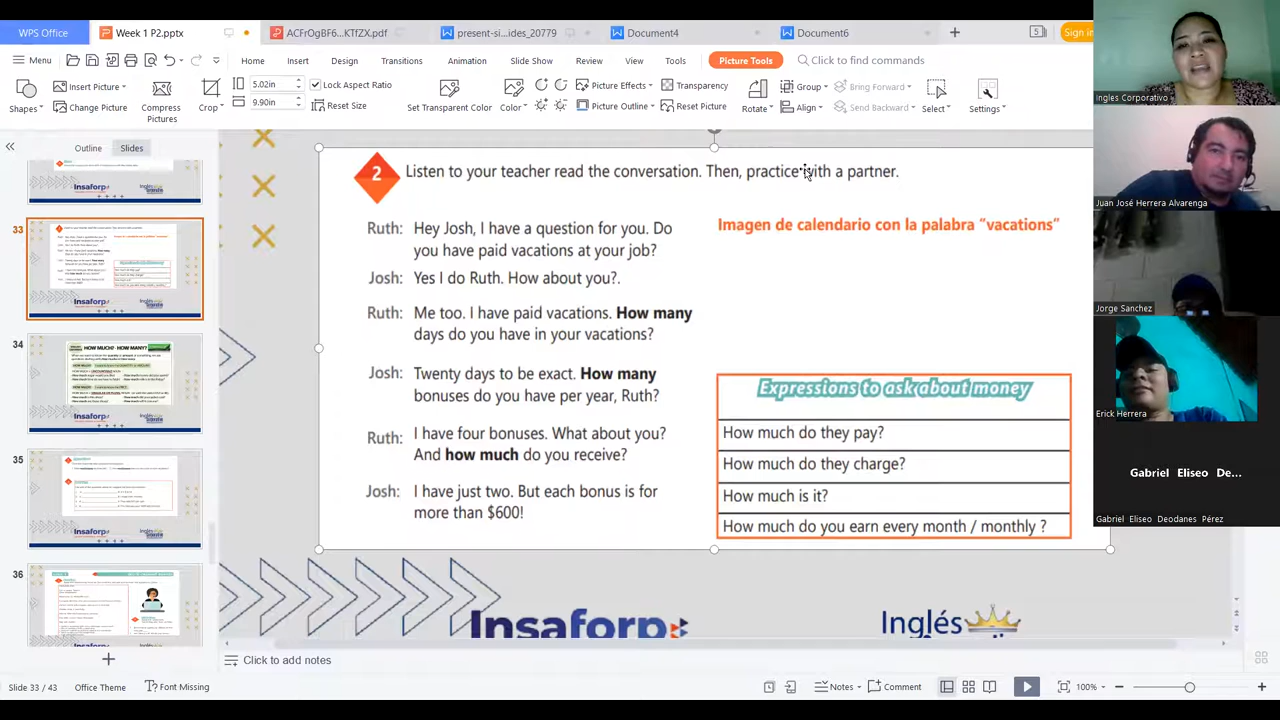 WPS Office
Week 1 P2.pptx
ACFrOgBF6...KTfZX.pdf
present-si...ides_20779
Document4
Document6
Sign in
Menu
Home
Insert
Design
Transitions
Animation
Slide Show
Review
View
Tools
Picture Tools
Click to find commands
Shapes
Insert Picture
Change Picture
Compress Pictures
Crop
5.02in
9.90in
Lock Aspect Ratio
Reset Size
Set Transparent Color
Color
Picture Effects
Picture Outline
Transparency
Reset Picture
Rotate
Group
Align
Bring Forward
Send Backward
Select
Settings
Outline
Slides
33
34
HOW MUCH? - HOW MANY?
35
36
2
Listen to your teacher read the conversation. Then, practice with a partner.
Ruth: Hey Josh, I have a question for you. Do
you have paid vacations at your job?
Josh: Yes I do Ruth. How about you?.
Ruth: Me too. I have paid vacations. How many
days do you have in your vacations?
Josh: Twenty days to be exact. How many
bonuses do you have per year, Ruth?
Ruth: I have four bonuses. What about you?
And how much do you receive?
Josh: I have just two. But each bonus is for
more than $600!
Imagen de calendario con la palabra “vacations”
Expressions to ask about money
How much do they pay?
How much do they charge?
How much is it?
How much do you earn every month / monthly ?
Insaforp
Inglés
Click to add notes
Slide 33 / 43
Office Theme
Font Missing
Notes
Comment
100%
Ingles Corporativo
Juan José Herrera Alvarenga
Jorge Sanchez
Erick Herrera
Gabriel Eliseo De...
Gabriel Eliseo Deodanes Pérez